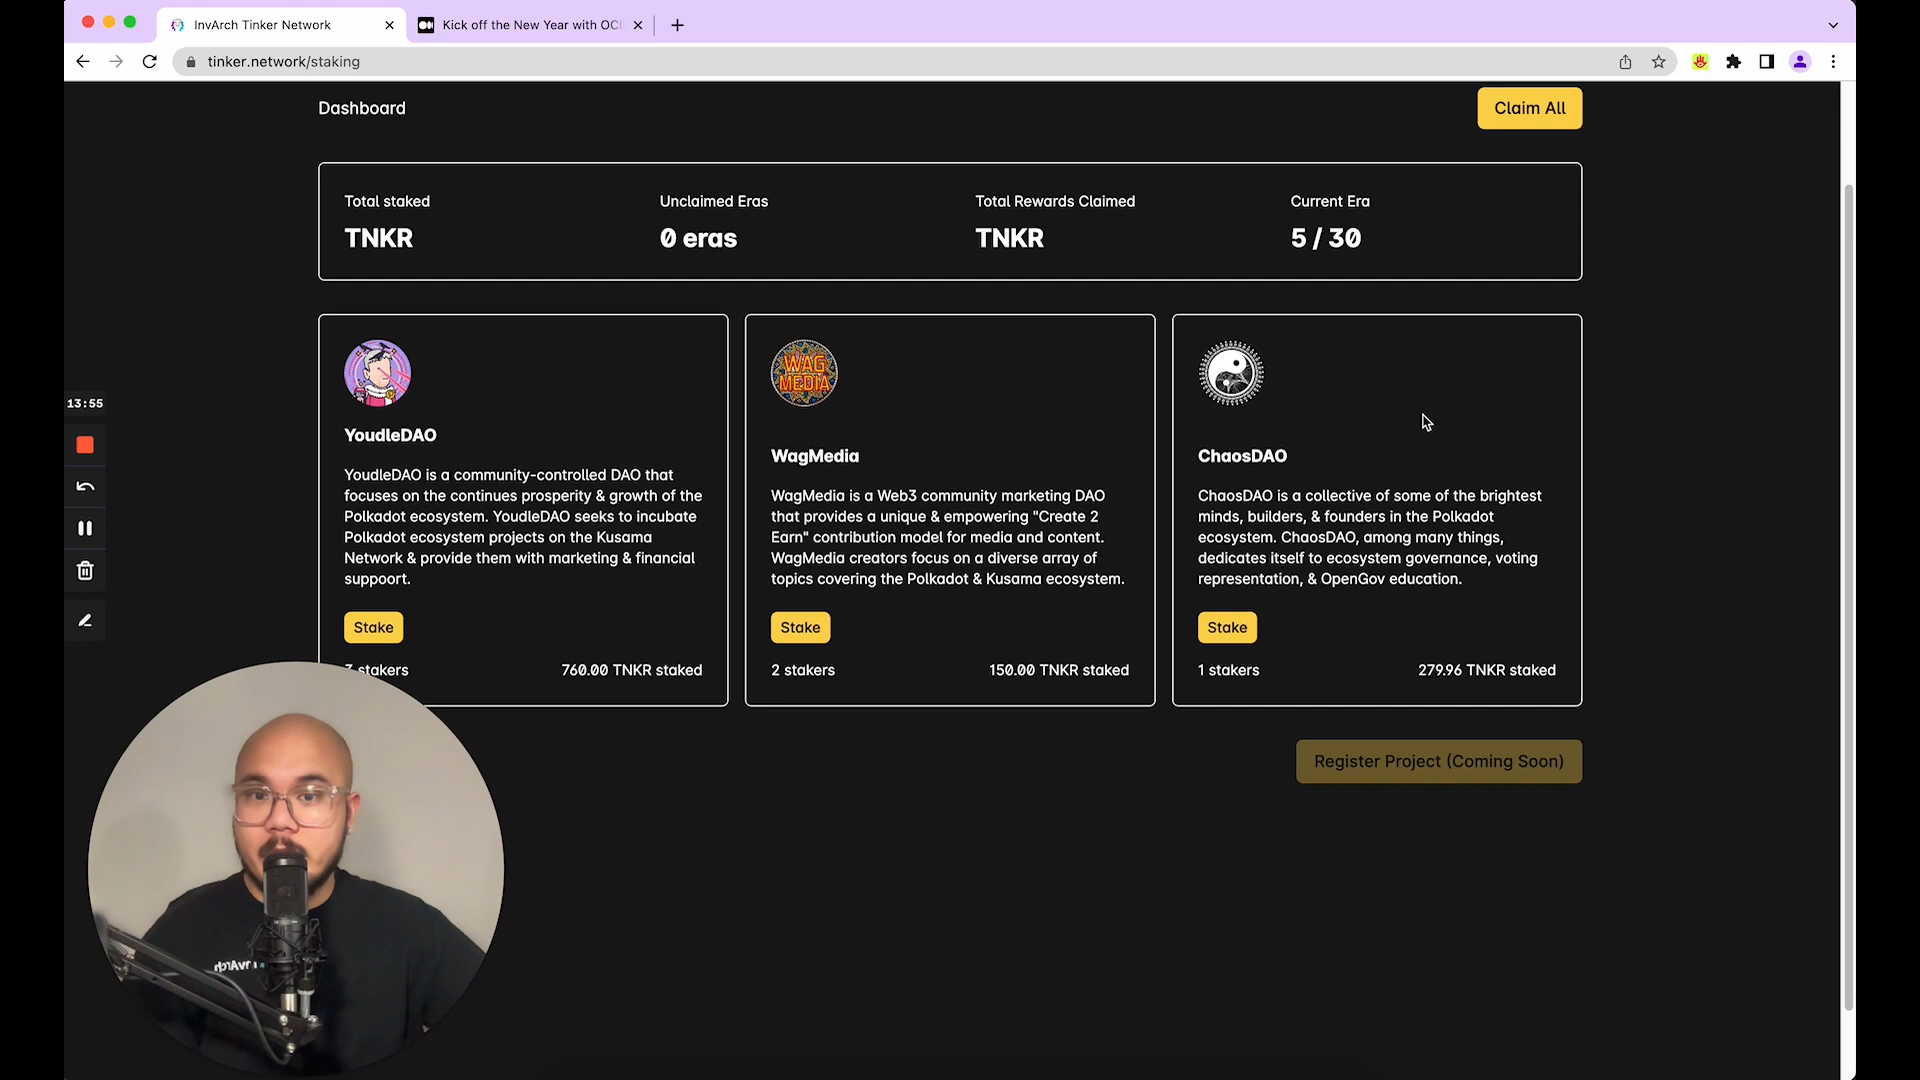 InvArch Tinker Network
Kick off the New Year with OCI
tinker.network/staking
Dashboard
Claim All
Total staked
TNKR
Unclaimed Eras
0 eras
Total Rewards Claimed
TNKR
Current Era
5 / 30
13:55
YoudleDAO
YoudleDAO is a community-controlled DAO that
focuses on the continues prosperity & growth of the
Polkadot ecosystem. YoudleDAO seeks to incubate
Polkadot ecosystem projects on the Kusama
Network & provide them with marketing & financial
suppoort.
Stake
3 stakers
760.00 TNKR staked
WAG
MEDIA
WagMedia
WagMedia is a Web3 community marketing DAO
that provides a unique & empowering "Create 2
Earn" contribution model for media and content.
WagMedia creators focus on a diverse array of
topics covering the Polkadot & Kusama ecosystem.
Stake
2 stakers
150.00 TNKR staked
ChaosDAO
ChaosDAO is a collective of some of the brightest
minds, builders, & founders in the Polkadot
ecosystem. ChaosDAO, among many things,
dedicates itself to ecosystem governance, voting
representation, & OpenGov education.
Stake
1 stakers
279.96 TNKR staked
Register Project (Coming Soon)
InvArch